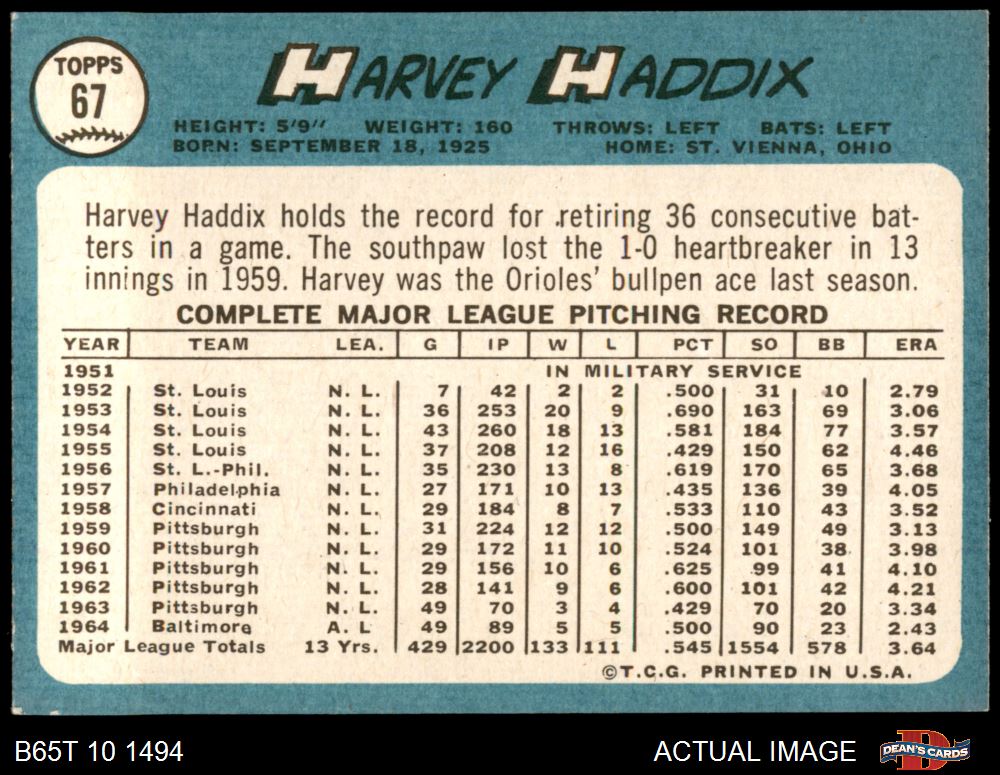 TOPPS
67
HARVEY HADDIX
HEIGHT: 5'9" WEIGHT: 160 THROWS: LEFT BATS: LEFT
BORN: SEPTEMBER 18, 1925 HOME: ST. VIENNA, OHIO
Harvey Haddix holds the record for retiring 36 consecutive bat-
ters in a game. The southpaw lost the 1-0 heartbreaker in 13
innings in 1959. Harvey was the Orioles' bullpen ace last season.
COMPLETE MAJOR LEAGUE PITCHING RECORD
YEAR TEAM LEA. G IP W L PCT SO BB ERA
1951 IN MILITARY SERVICE
1952 St. Louis N. L. 7 42 2 2 .500 31 10 2.79
1953 St. Louis N. L. 36 253 20 9 .690 163 69 3.06
1954 St. Louis N. L. 43 260 18 13 .581 184 77 3.57
1955 St. Louis N. L. 37 208 12 16 .429 150 62 4.46
1956 St. L.-Phil. N. L. 35 230 13 8 .619 170 65 3.68
1957 Philadelphia N. L. 27 171 10 13 .435 136 39 4.05
1958 Cincinnati N. L. 29 184 8 7 .533 110 43 3.52
1959 Pittsburgh N. L. 31 224 12 12 .500 149 49 3.13
1960 Pittsburgh N. L. 29 172 11 10 .524 101 38 3.98
1961 Pittsburgh N. L. 29 156 10 6 .625 99 41 4.10
1962 Pittsburgh N. L. 28 141 9 6 .600 101 42 4.21
1963 Pittsburgh N. L. 49 70 3 4 .429 70 20 3.34
1964 Baltimore A. L 49 89 5 5 .500 90 23 2.43
Major League Totals 13 Yrs. 429 2200 133 111 .545 1554 578 3.64
©T.C.G. PRINTED IN U.S.A.
B65T 10 1494 ACTUAL IMAGE DEAN'S CARDS